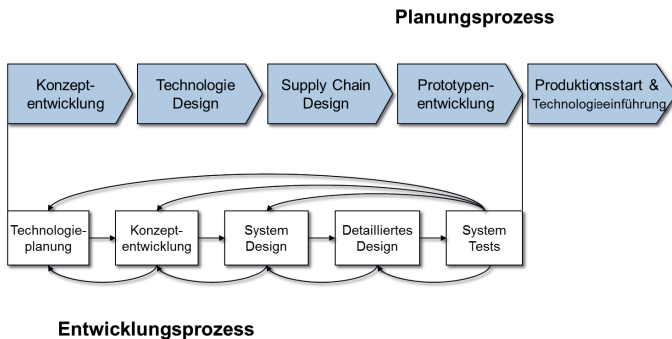 Planungsprozess
Konzept-
entwicklung
Technologie
Design
Supply Chain
Design
Prototypen-
entwicklung
Produktionsstart &
Technologieeinführung
Technologie-
planung
Konzept-
entwicklung
System
Design
Detailliertes
Design
System
Tests
Entwicklungsprozess